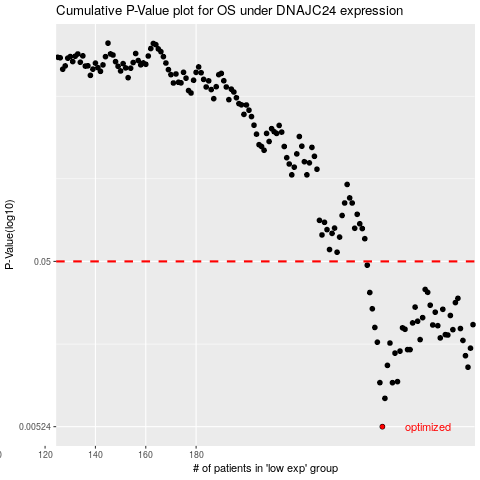 Cumulative P-Value plot for OS under DNAJC24 expression
P-Value(log10)
0.05
0.00524
optimized
0 120 140 160 180
# of patients in 'low exp' group